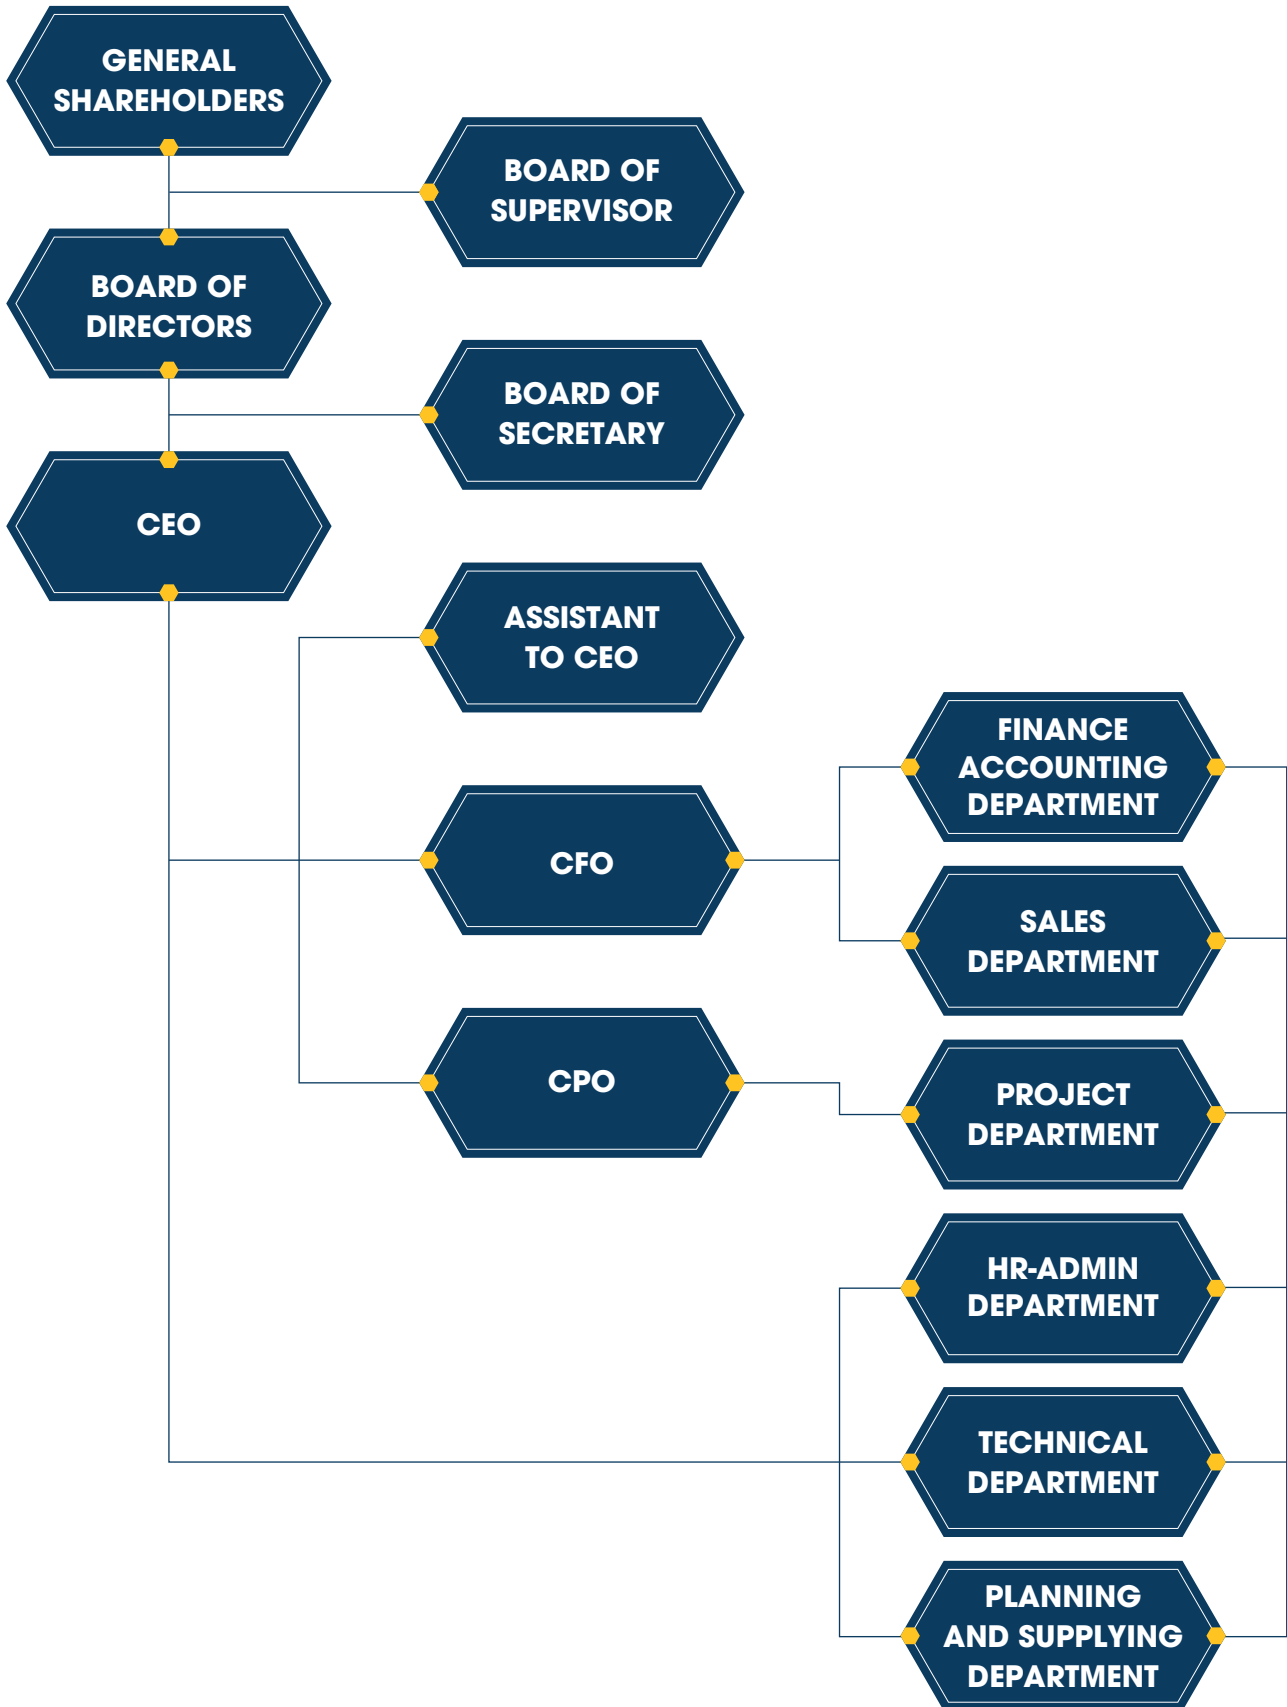 GENERAL
SHAREHOLDERS
BOARD OF
SUPERVISOR
BOARD OF
DIRECTORS
BOARD OF
SECRETARY
CEO
ASSISTANT
TO CEO
FINANCE
ACCOUNTING
DEPARTMENT
CFO
SALES
DEPARTMENT
CPO
PROJECT
DEPARTMENT
HR-ADMIN
DEPARTMENT
TECHNICAL
DEPARTMENT
PLANNING
AND SUPPLYING
DEPARTMENT